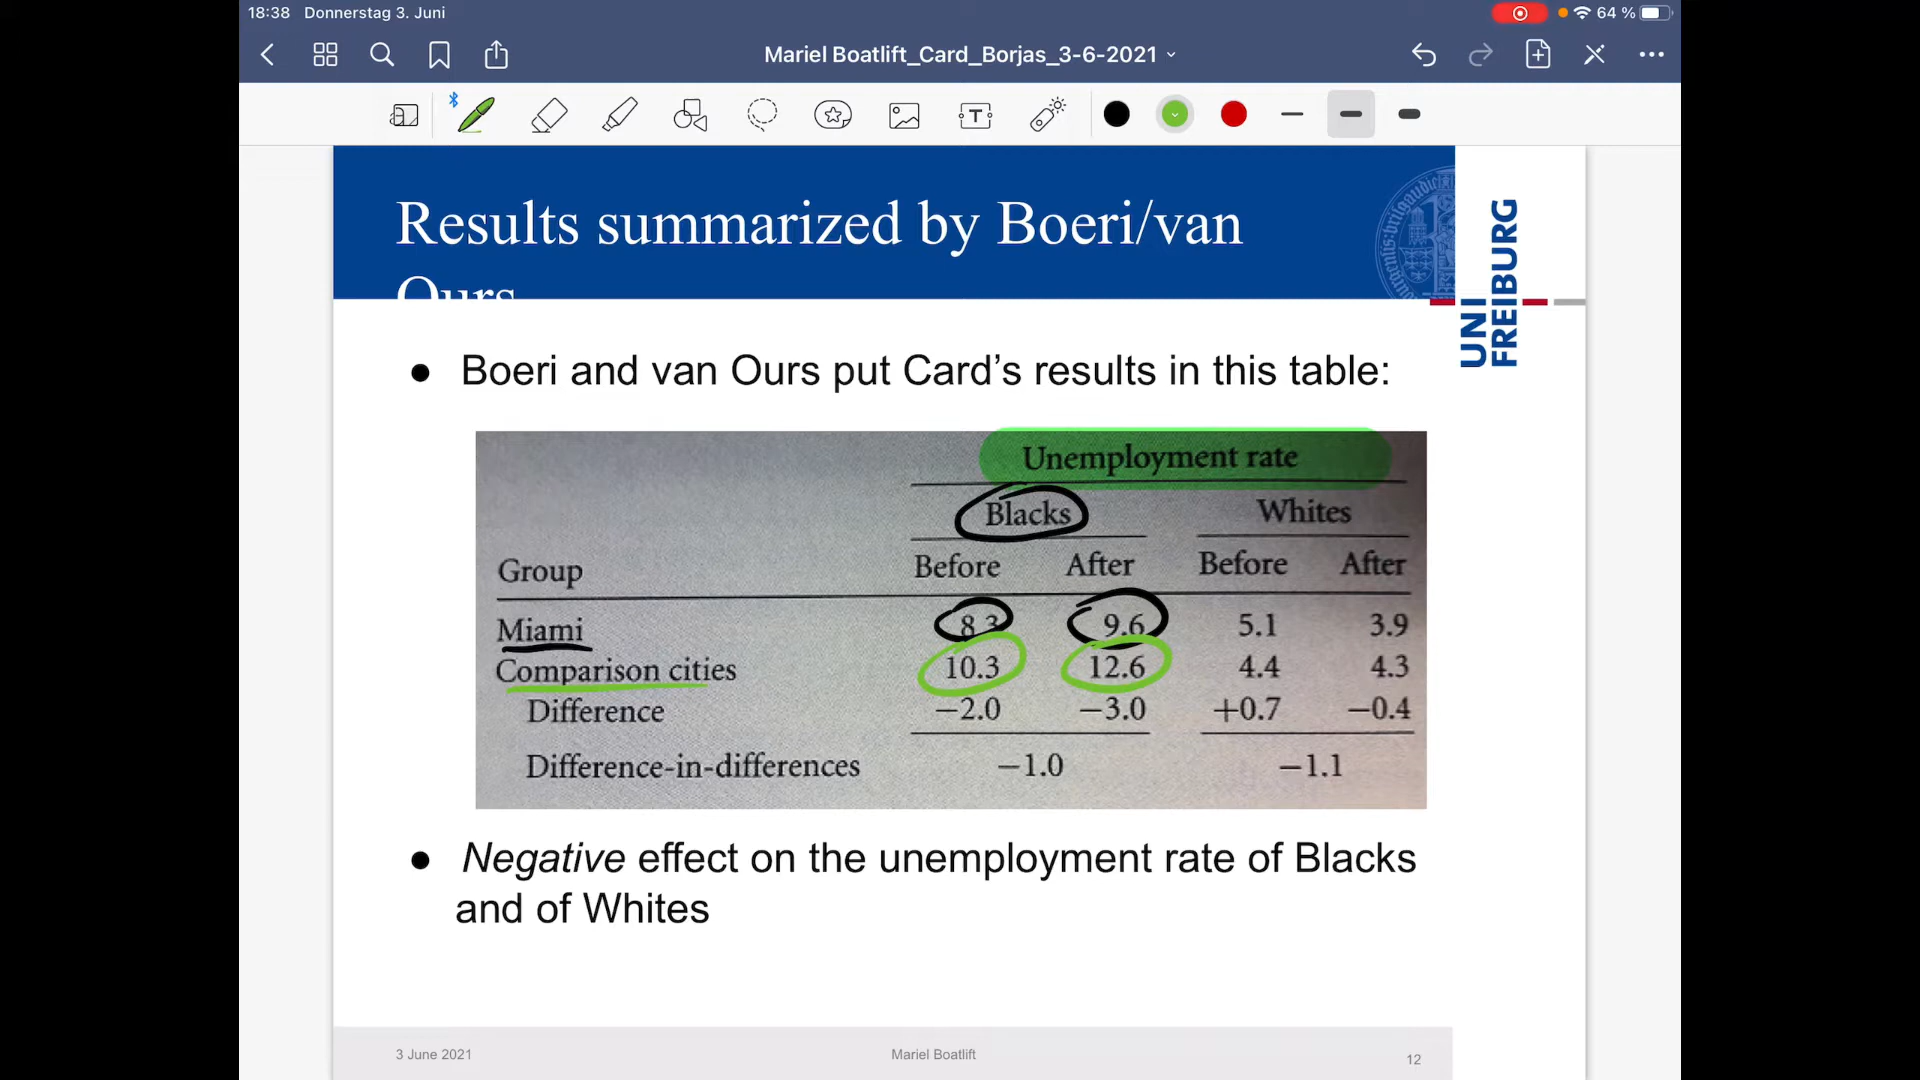 18:38 Donnerstag 3. Juni
64 %
Mariel Boatlift_Card_Borjas_3-6-2021
Results summarized by Boeri/van
Ours
UNI
FREIBURG
● Boeri and van Ours put Card’s results in this table:
Unemployment rate
Blacks Whites
Group Before After Before After
Miami 8.3 9.6 5.1 3.9
Comparison cities 10.3 12.6 4.4 4.3
Difference −2.0 −3.0 +0.7 −0.4
Difference-in-differences −1.0 −1.1
● Negative effect on the unemployment rate of Blacks
and of Whites
3 June 2021 Mariel Boatlift 12